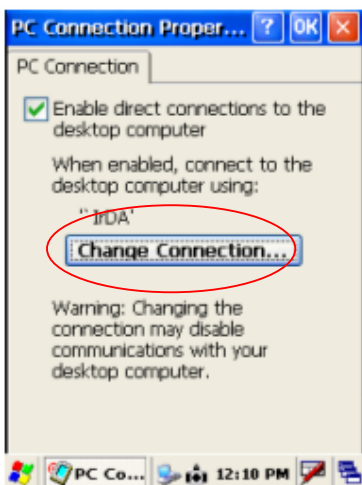 PC Connection Proper... ? OK ×
PC Connection
Enable direct connections to the
desktop computer
When enabled, connect to the
desktop computer using:
'`IrDA'
Change Connection...
Warning: Changing the
connection may disable
communications with your
desktop computer.
PC Co... 12:10 PM